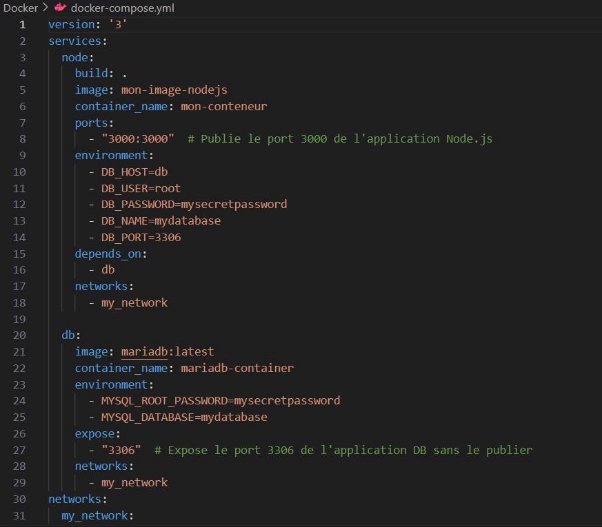 Docker > docker-compose.yml
1 version: '3'
2 services:
3   node:
4     build: .
5     image: mon-image-nodejs
6     container_name: mon-conteneur
7     ports:
8       - "3000:3000"  # Publie le port 3000 de l'application Node.js
9     environment:
10       - DB_HOST=db
11       - DB_USER=root
12       - DB_PASSWORD=mysecretpassword
13       - DB_NAME=mydatabase
14       - DB_PORT=3306
15     depends_on:
16       - db
17     networks:
18       - my_network
19
20   db:
21     image: mariadb:latest
22     container_name: mariadb-container
23     environment:
24       - MYSQL_ROOT_PASSWORD=mysecretpassword
25       - MYSQL_DATABASE=mydatabase
26     expose:
27       - "3306"  # Expose le port 3306 de l'application DB sans le publier
28     networks:
29       - my_network
30 networks:
31   my_network: